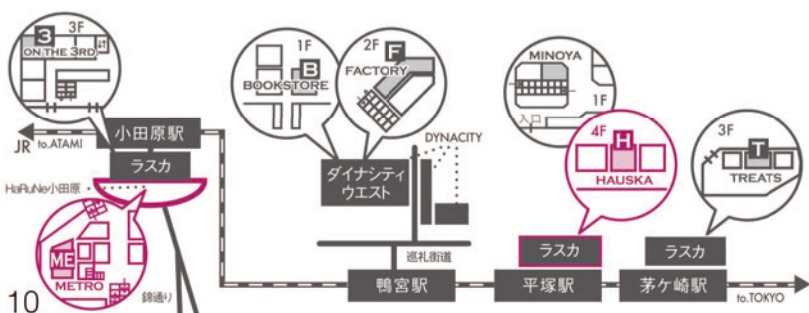 3
3F
ON THE 3RD
1F
B
BOOKSTORE
2F
F
FACTORY
MINOYA
1F
入口
4F
H
HAUSKA
3F
T
TREATS
DYNACITY
JR
to.ATAMI
小田原駅
ラスカ
HaRuNe小田原
ME
METRO
錦通り
ダイナシティ
ウエスト
巡礼街道
鴨宮駅
ラスカ
平塚駅
ラスカ
茅ケ崎駅
to.TOKYO
10